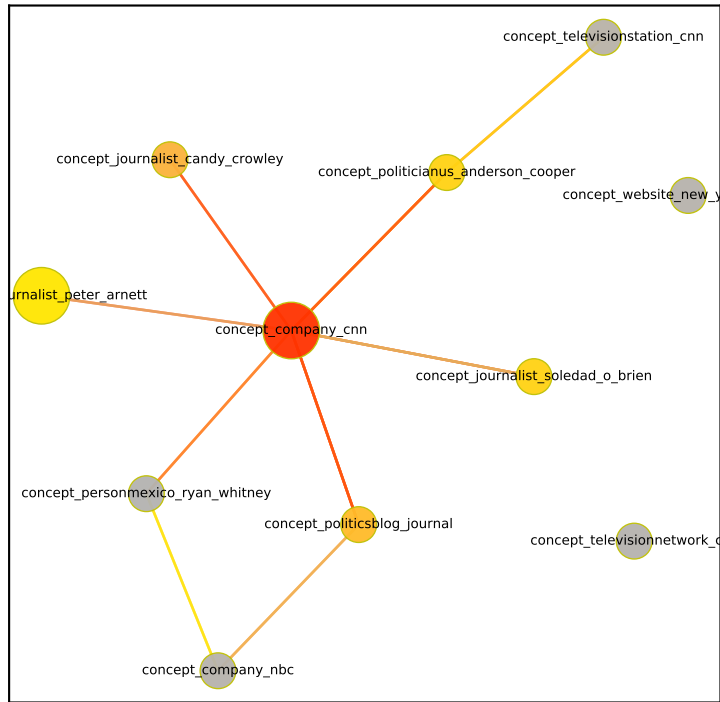 concept_televisionstation_cnn
concept_journalist_candy_crowley
concept_politicianus_anderson_cooper
concept_website_new_y
urnalist_peter_arnett
concept_company_cnn
concept_journalist_soledad_o_brien
concept_personmexico_ryan_whitney
concept_politicsblog_journal
concept_televisionnetwork_c
concept_company_nbc